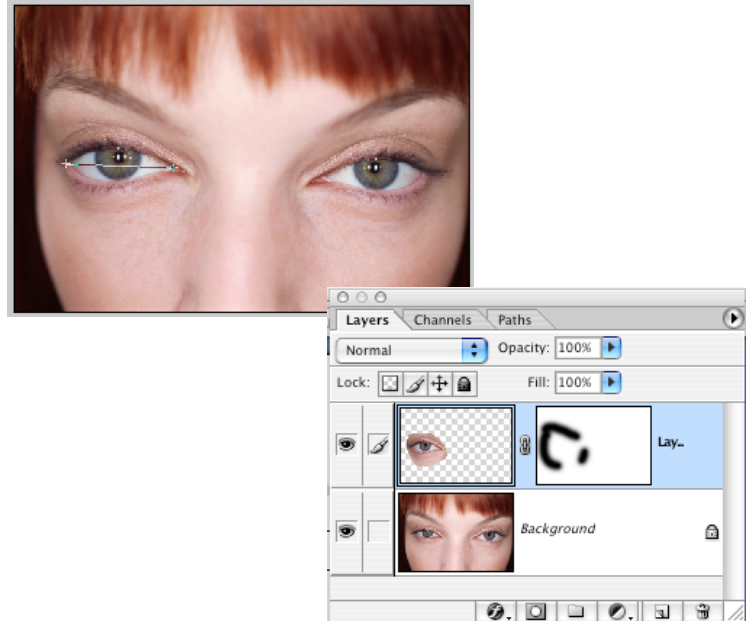 Layers Channels Paths
Normal Opacity: 100%
Lock: Fill: 100%
Lay...
Background